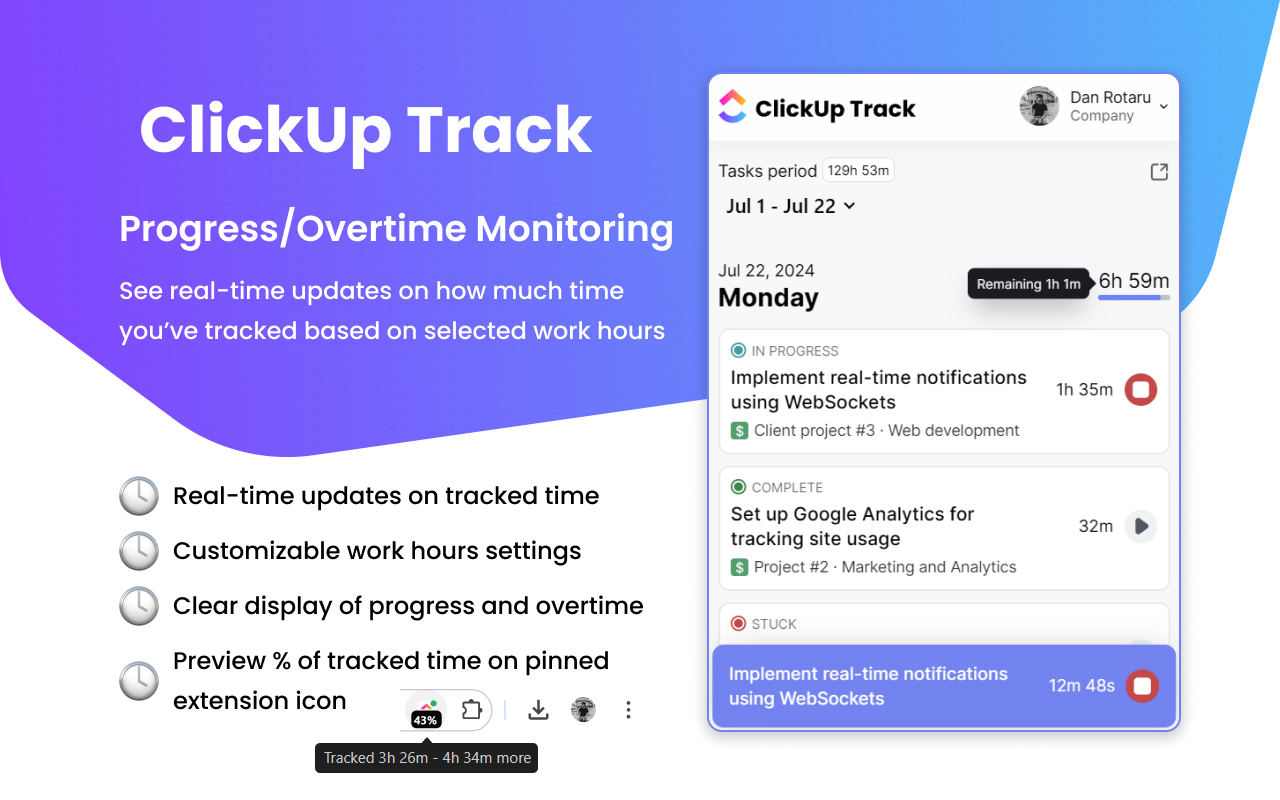 ClickUp Track
Progress/Overtime Monitoring
See real-time updates on how much time
you’ve tracked based on selected work hours
Real-time updates on tracked time
Customizable work hours settings
Clear display of progress and overtime
Preview % of tracked time on pinned
extension icon
43%
Tracked 3h 26m - 4h 34m more
ClickUp Track
Dan Rotaru
Company
Tasks period 129h 53m
Jul 1 - Jul 22
Jul 22, 2024
Monday
Remaining 1h 1m
6h 59m
IN PROGRESS
Implement real-time notifications
using WebSockets
1h 35m
$ Client project #3 · Web development
COMPLETE
Set up Google Analytics for
tracking site usage
32m
$ Project #2 · Marketing and Analytics
STUCK
Implement real-time notifications
using WebSockets
12m 48s